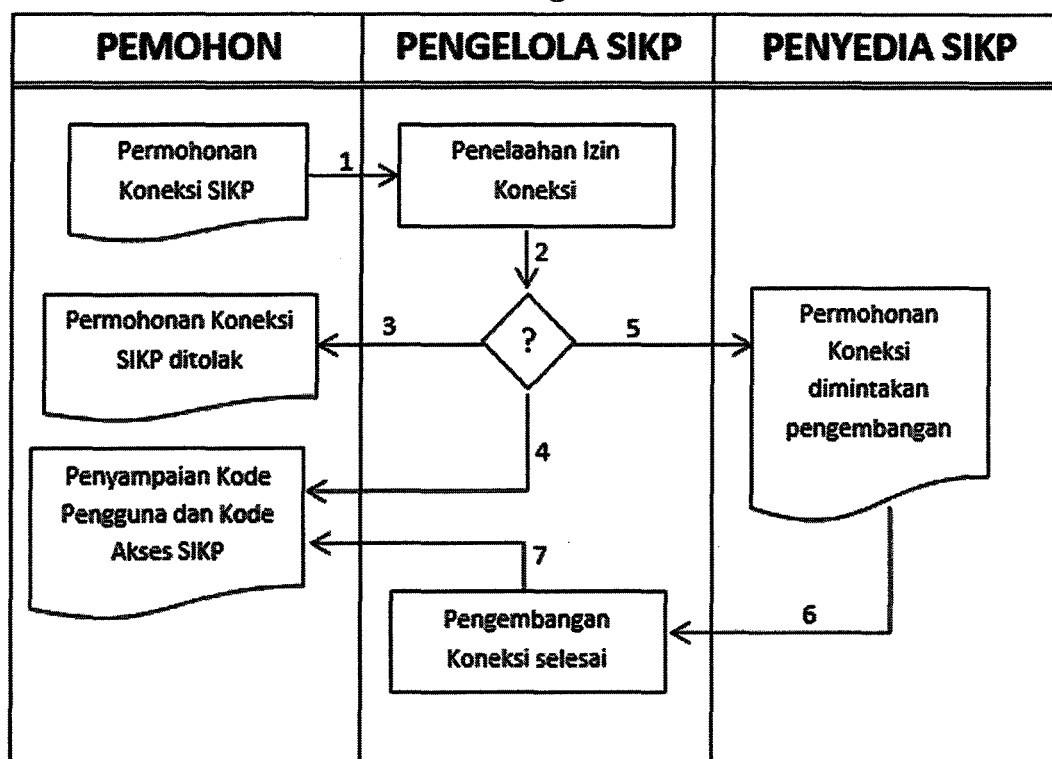 PEMOHON
PENGELOLA SIKP
PENYEDIA SIKP
Permohonan
Koneksi SIKP
1
Penelaahan Izin
Koneksi
2
Permohonan Koneksi
SIKP ditolak
3
?
5
Permohonan
Koneksi
dimintakan
pengembangan
4
Penyampaian Kode
Pengguna dan Kode
Akses SIKP
7
Pengembangan
Koneksi selesai
6